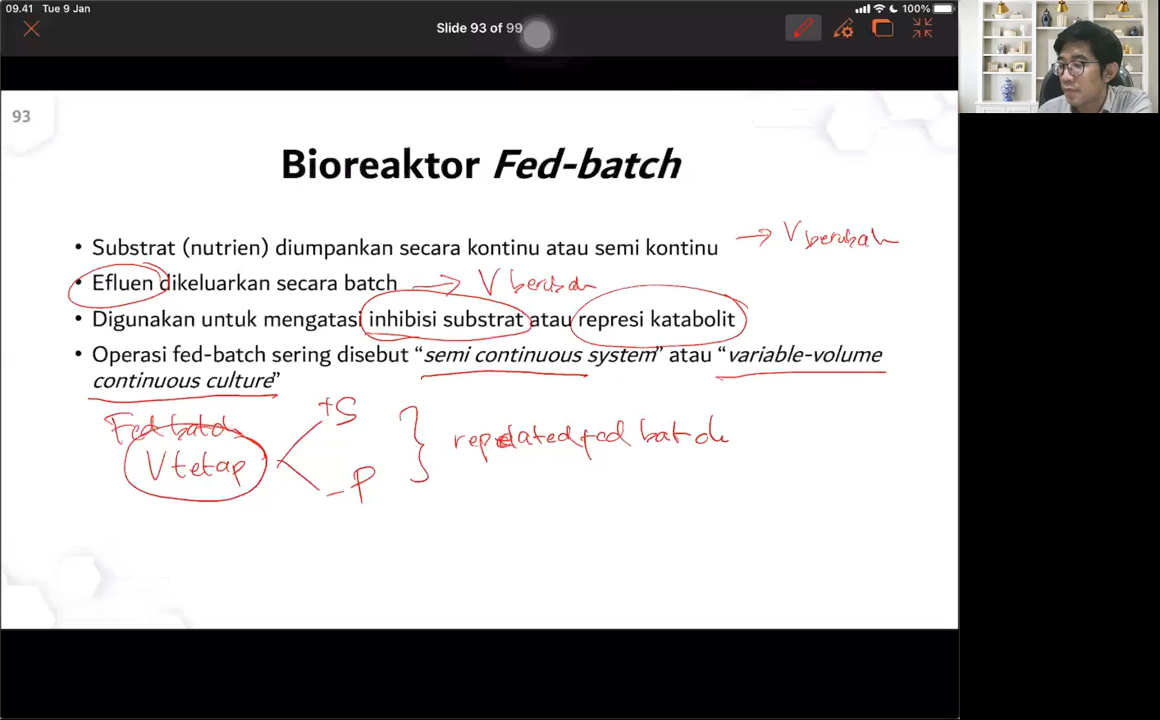 09.41 Tue 9 Jan
100%
Slide 93 of 99
93
Bioreaktor Fed-batch
• Substrat (nutrien) diumpankan secara kontinu atau semi kontinu → V berubah
• Efluen dikeluarkan secara batch → V berubah
• Digunakan untuk mengatasi inhibisi substrat atau represi katabolit
• Operasi fed-batch sering disebut “semi continuous system” atau “variable-volume
continuous culture”
Fed batch
+S
V tetap
-P
} repeated fed batch